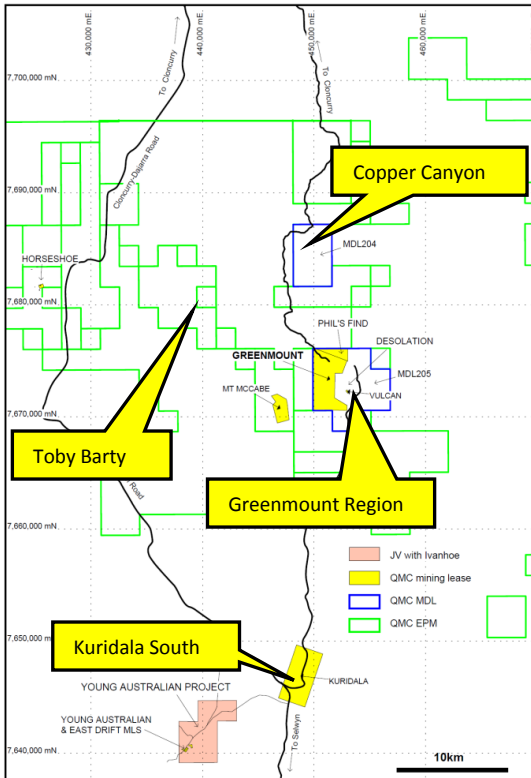 430,000 mE
440,000 mE
450,000 mE
460,000 mE
To Cloncurry
To Cloncurry
7,700,000 mN
Cloncurry-Dajarra Road
Copper Canyon
7,690,000 mN
MDL204
HORSESHOE
7,680,000 mN
PHIL'S FIND
DESOLATION
GREENMOUNT
MDL205
MT MCCABE
VULCAN
7,670,000 mN
Toby Barty
Greenmount Region
Road
7,660,000 mN
JV with Ivanhoe
QMC mining lease
QMC MDL
QMC EPM
7,650,000 mN
Kuridala South
KURIDALA
YOUNG AUSTRALIAN PROJECT
YOUNG AUSTRALIAN
& EAST DRIFT MLS
To Selwyn
7,640,000 mN
10km